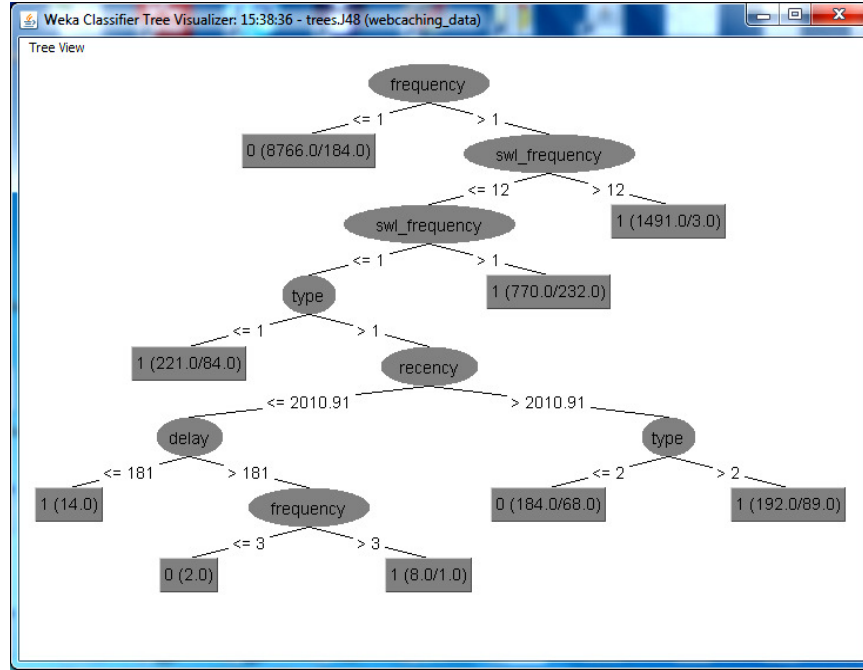 Weka Classifier Tree Visualizer: 15:38:36 - trees.J48 (webcaching_data)
Tree View
frequency
<= 1 > 1
0 (8766.0/184.0)
swl_frequency
<= 12 > 12
swl_frequency
1 (1491.0/3.0)
<= 1 > 1
type
1 (770.0/232.0)
<= 1 > 1
1 (221.0/84.0)
recency
<= 2010.91 > 2010.91
delay type
<= 181 > 181 <= 2 > 2
1 (14.0) frequency 0 (184.0/68.0) 1 (192.0/89.0)
<= 3 > 3
0 (2.0) 1 (8.0/1.0)